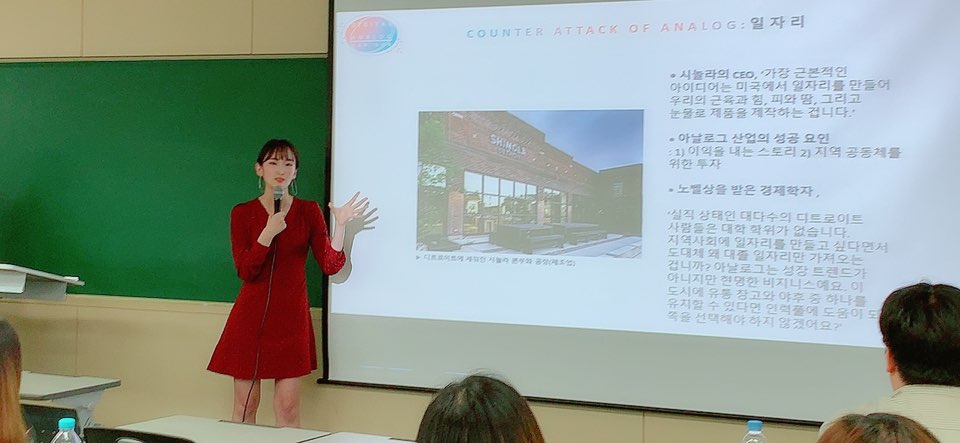 COUNTER ATTACK OF ANALOG: 일자리
• 시놀라의 CEO, '가장 근본적인
아이디어는 미국에서 일자리를 만들어
우리의 근육과 힘, 피와 땀, 그리고
눈물로 제품을 제작하는 겁니다.'
• 아날로그 산업의 성공 요인
: 1) 이익을 내는 스토리 2) 지역 공동체를
위한 투자
• 노벨상을 받은 경제학자,
'실직 상태인 대다수의 디트로이트
사람들은 대학 학위가 없습니다.
지역사회에 일자리를 만들고 싶다면서
도대체 왜 대졸 일자리만 가져오는
겁니까? 아날로그는 성장 트렌드가
아니지만 현명한 비지니스예요. 이
도시에 유통 창고와 야후 중 하나를
유치할 수 있다면 인력풀에 도움이 되
쪽을 선택해야 하지 않겠어요?'
SHINOLA
▶ 디트로이트에 세워진 시놀라 본부와 공장(제조업)